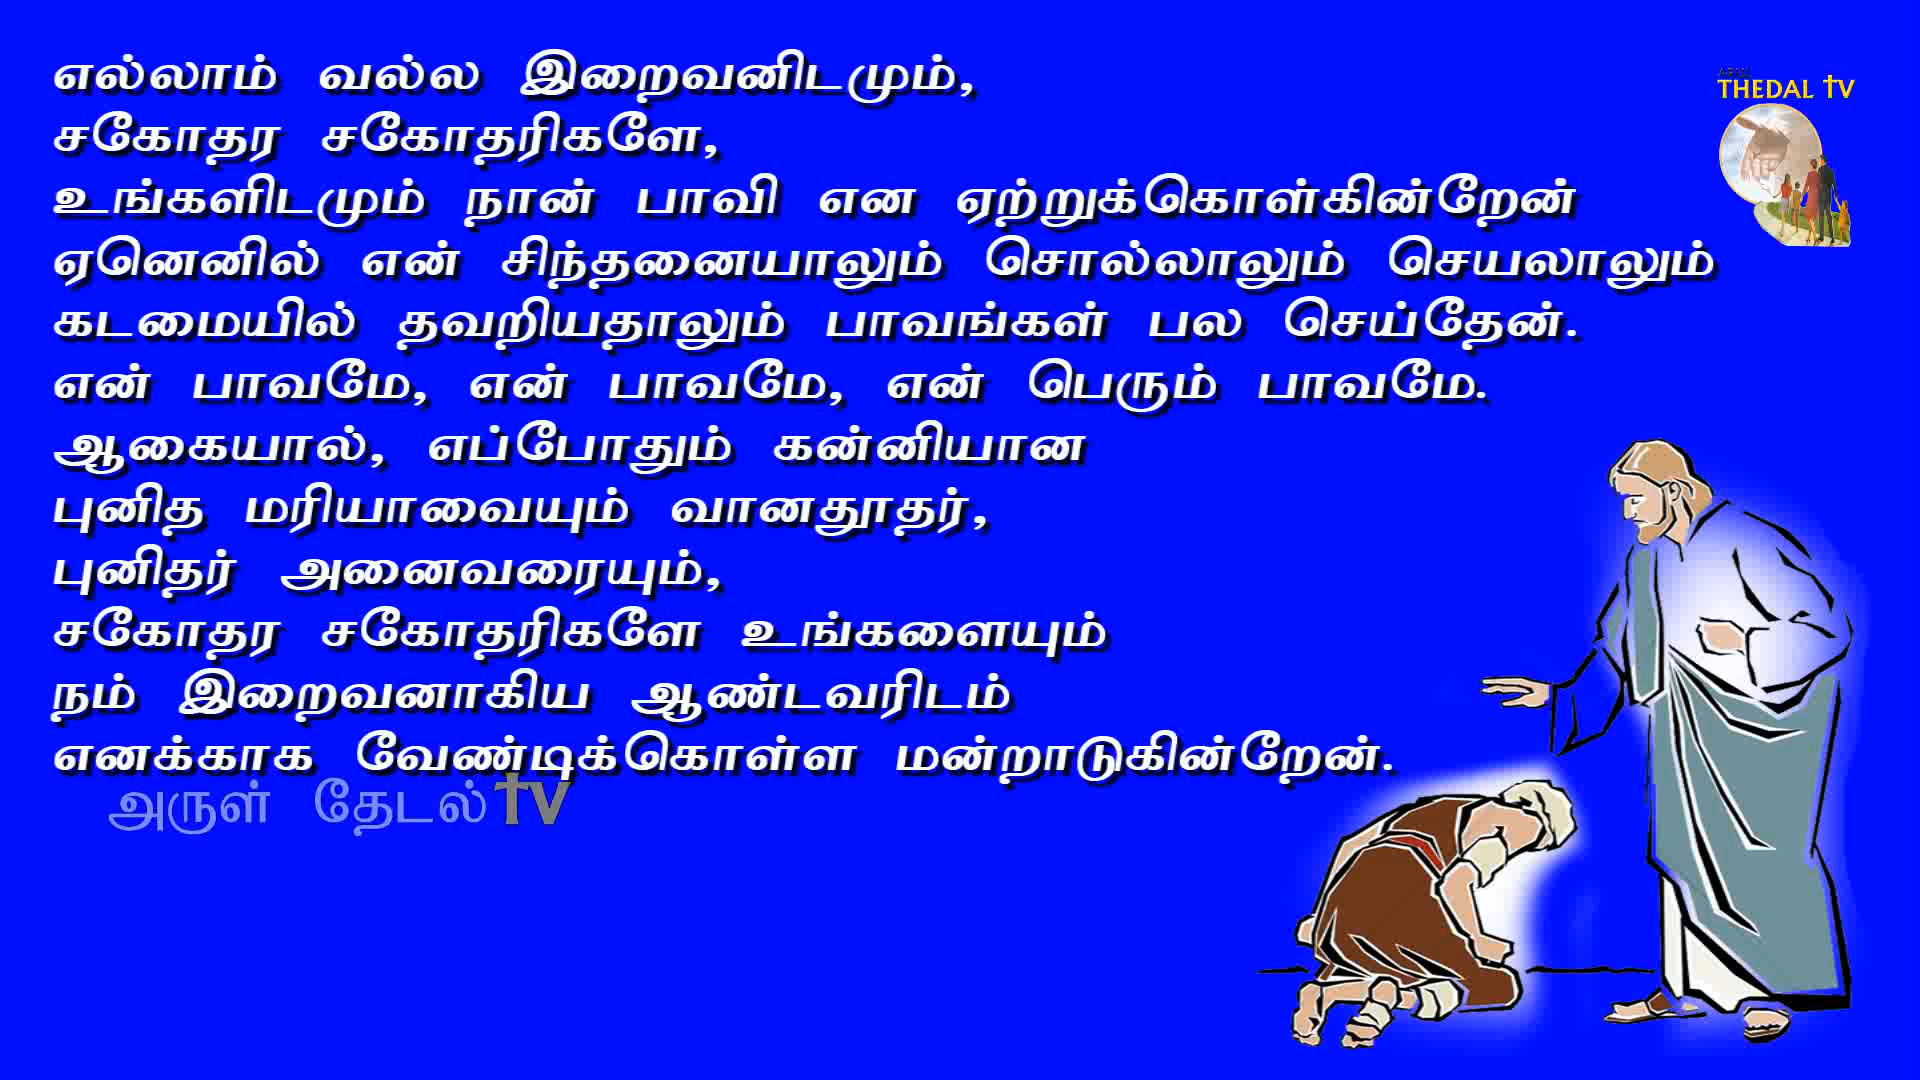 எல்லாம் வல்ல இறைவனிடமும்,
சகோதர சகோதரிகளே,
உங்களிடமும் நான் பாவி என ஏற்றுக்கொள்கின்றேன்
ஏனெனில் என் சிந்தனையாலும் சொல்லாலும் செயலாலும்
கடமையில் தவறியதாலும் பாவங்கள் பல செய்தேன்.
என் பாவமே, என் பாவமே, என் பெரும் பாவமே.
ஆகையால், எப்போதும் கன்னியான
புனித மரியாவையும் வானதூதர்,
புனிதர் அனைவரையும்,
சகோதர சகோதரிகளே உங்களையும்
நம் இறைவனாகிய ஆண்டவரிடம்
எனக்காக வேண்டிக்கொள்ள மன்றாடுகின்றேன்.
அருள் தேடல் TV
THEDAL TV